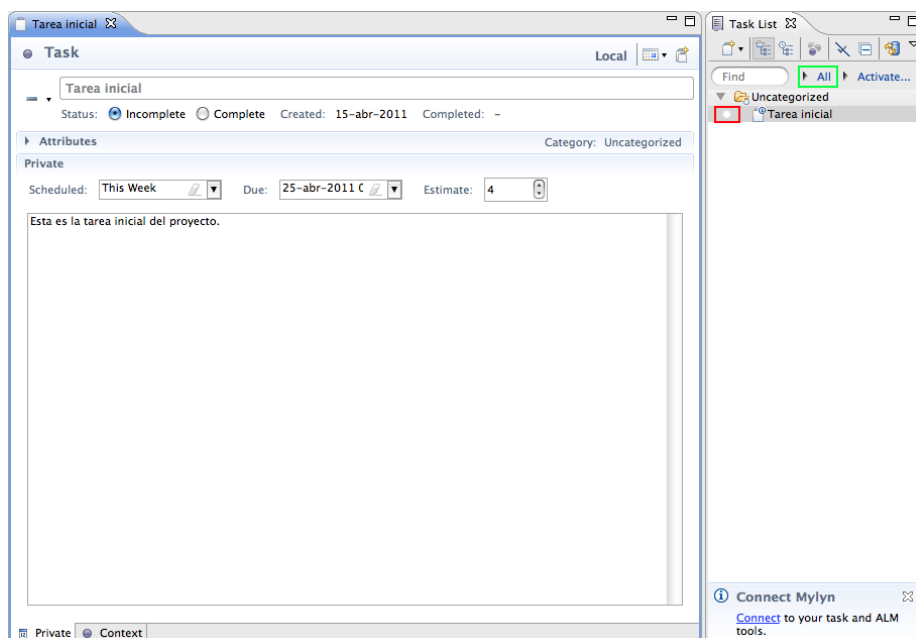 Tarea inicial
Task
Local
Tarea inicial
Status: Incomplete Complete Created: 15-abr-2011 Completed: -
Attributes Category: Uncategorized
Private
Scheduled: This Week Due: 25-abr-2011 Estimate: 4
Esta es la tarea inicial del proyecto.
Private Context
Task List
Find All Activate...
Uncategorized
Tarea inicial
Connect Mylyn
Connect to your task and ALM
tools.